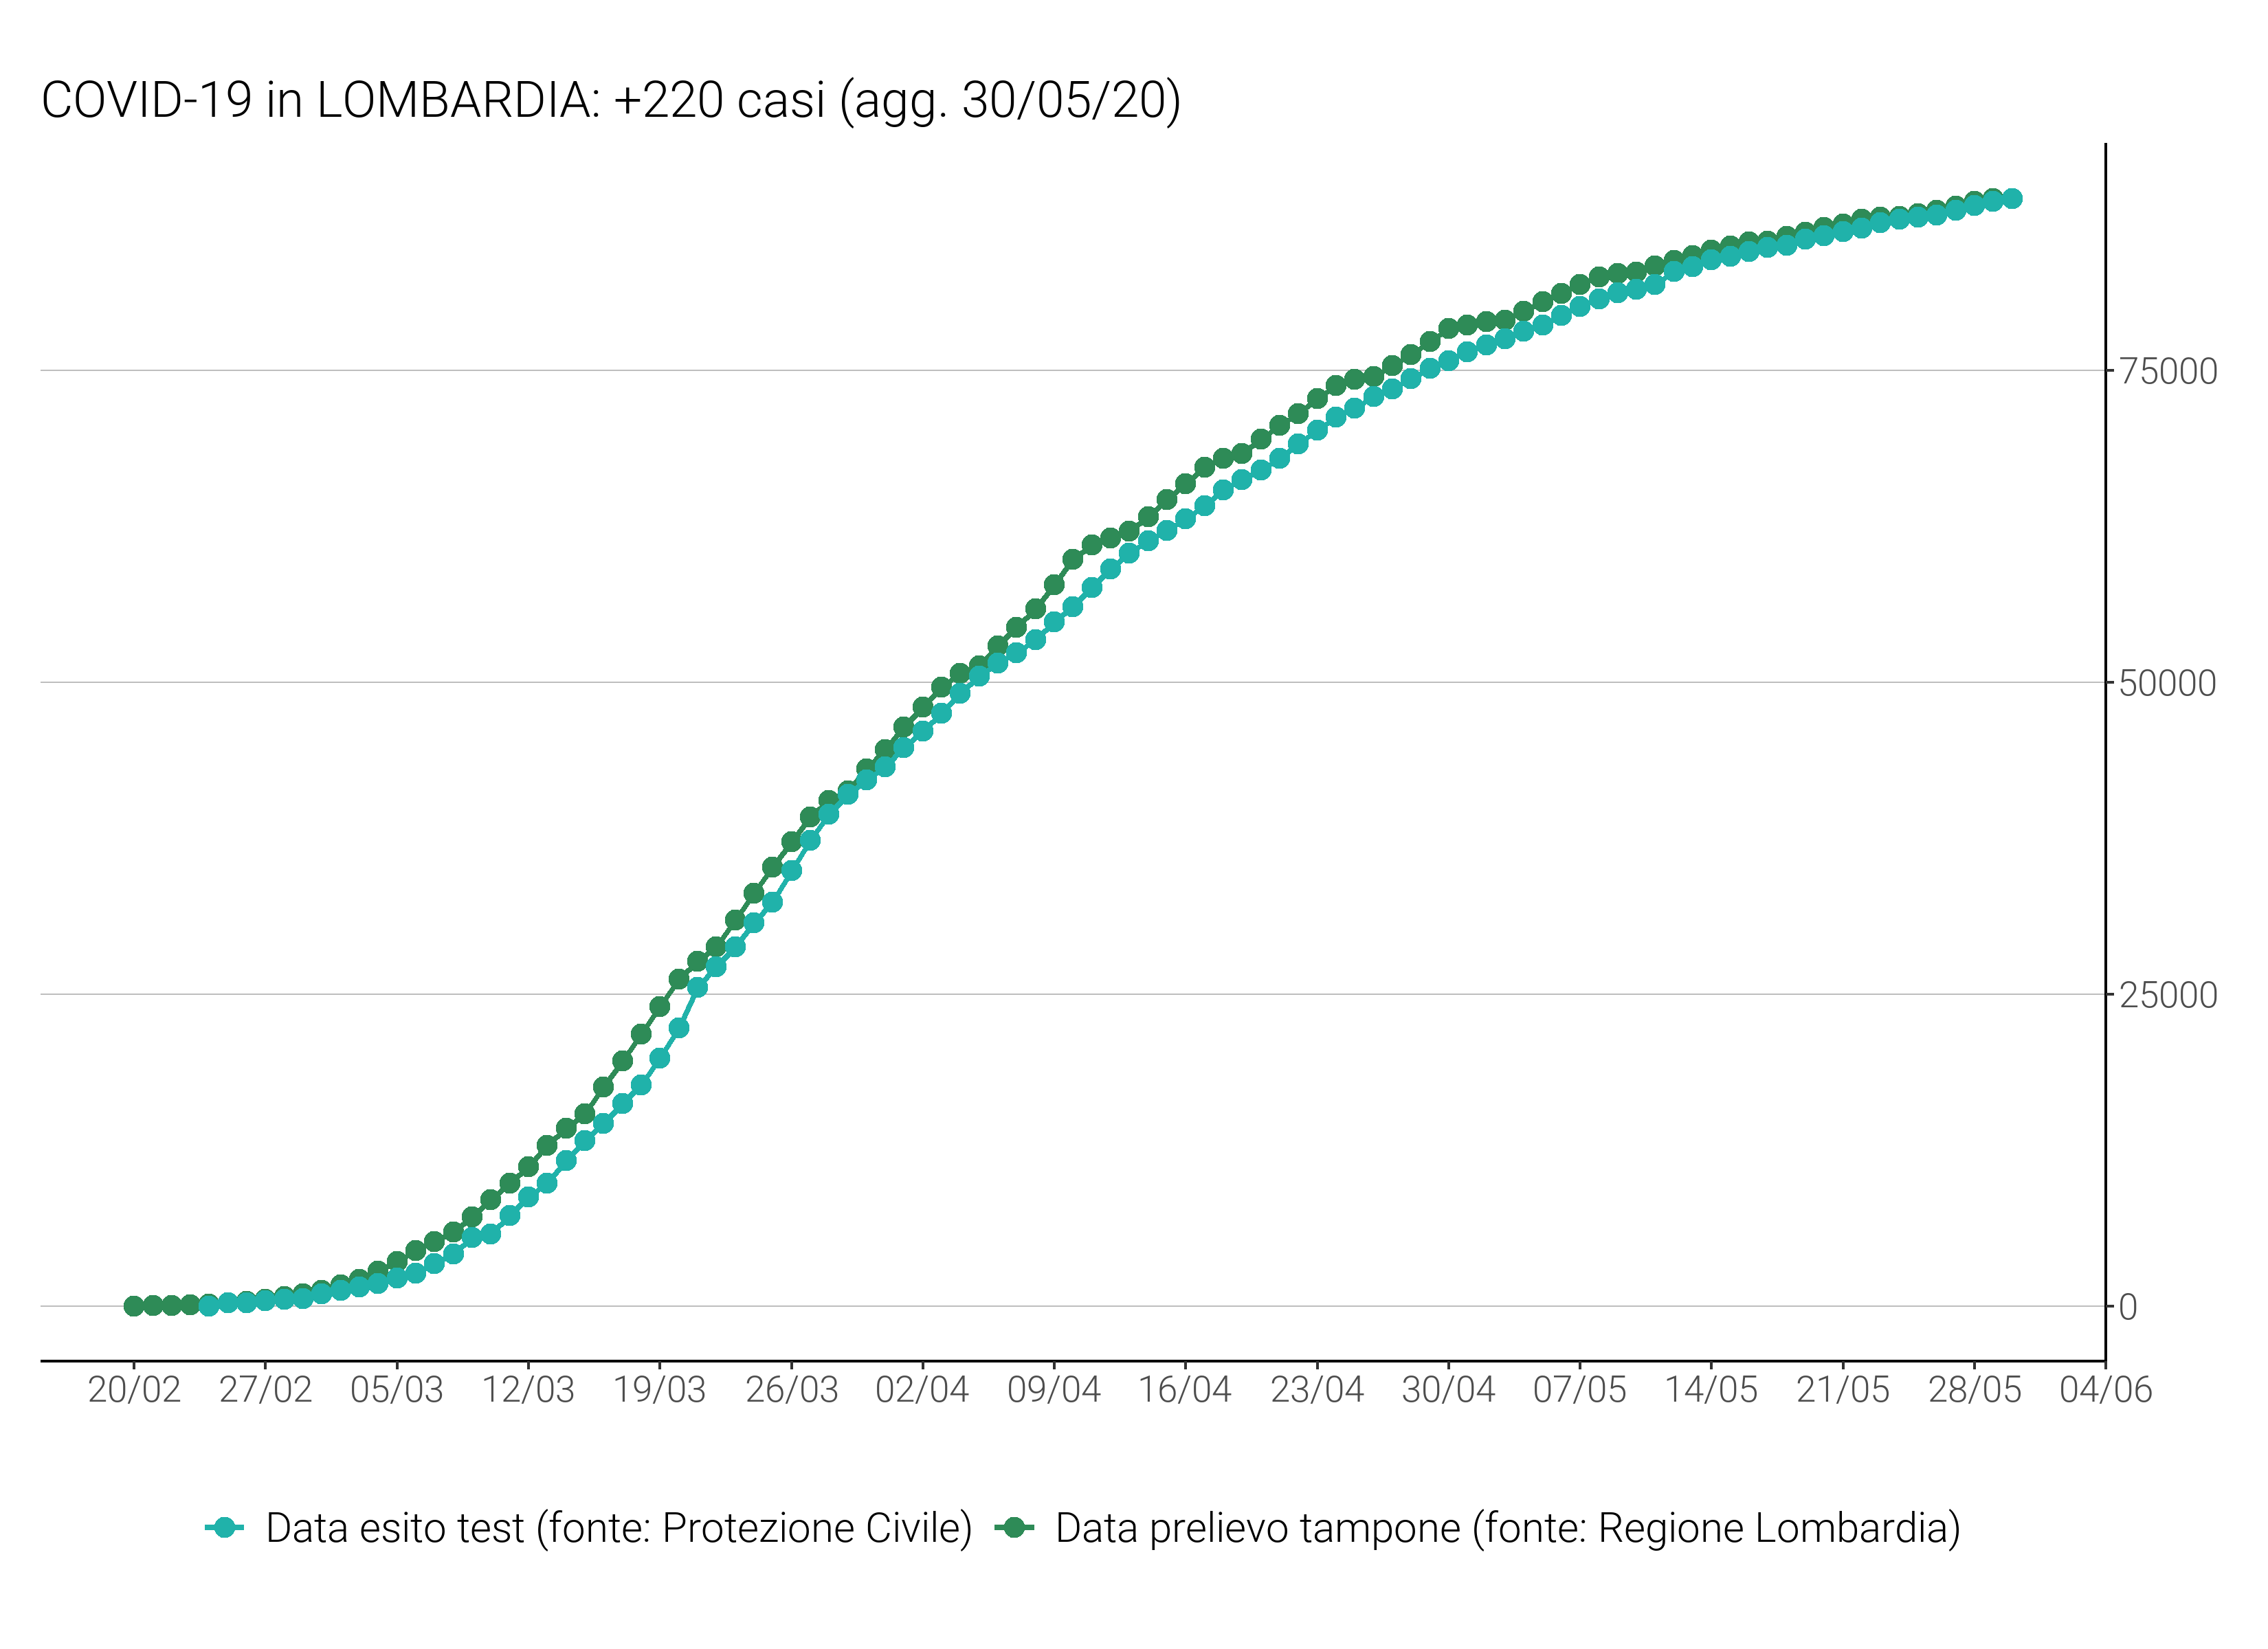 COVID-19 in LOMBARDIA: +220 casi (agg. 30/05/20)
75000
50000
25000
0
20/02 27/02 05/03 12/03 19/03 26/03 02/04 09/04 16/04 23/04 30/04 07/05 14/05 21/05 28/05 04/06
Data esito test (fonte: Protezione Civile) Data prelievo tampone (fonte: Regione Lombardia)